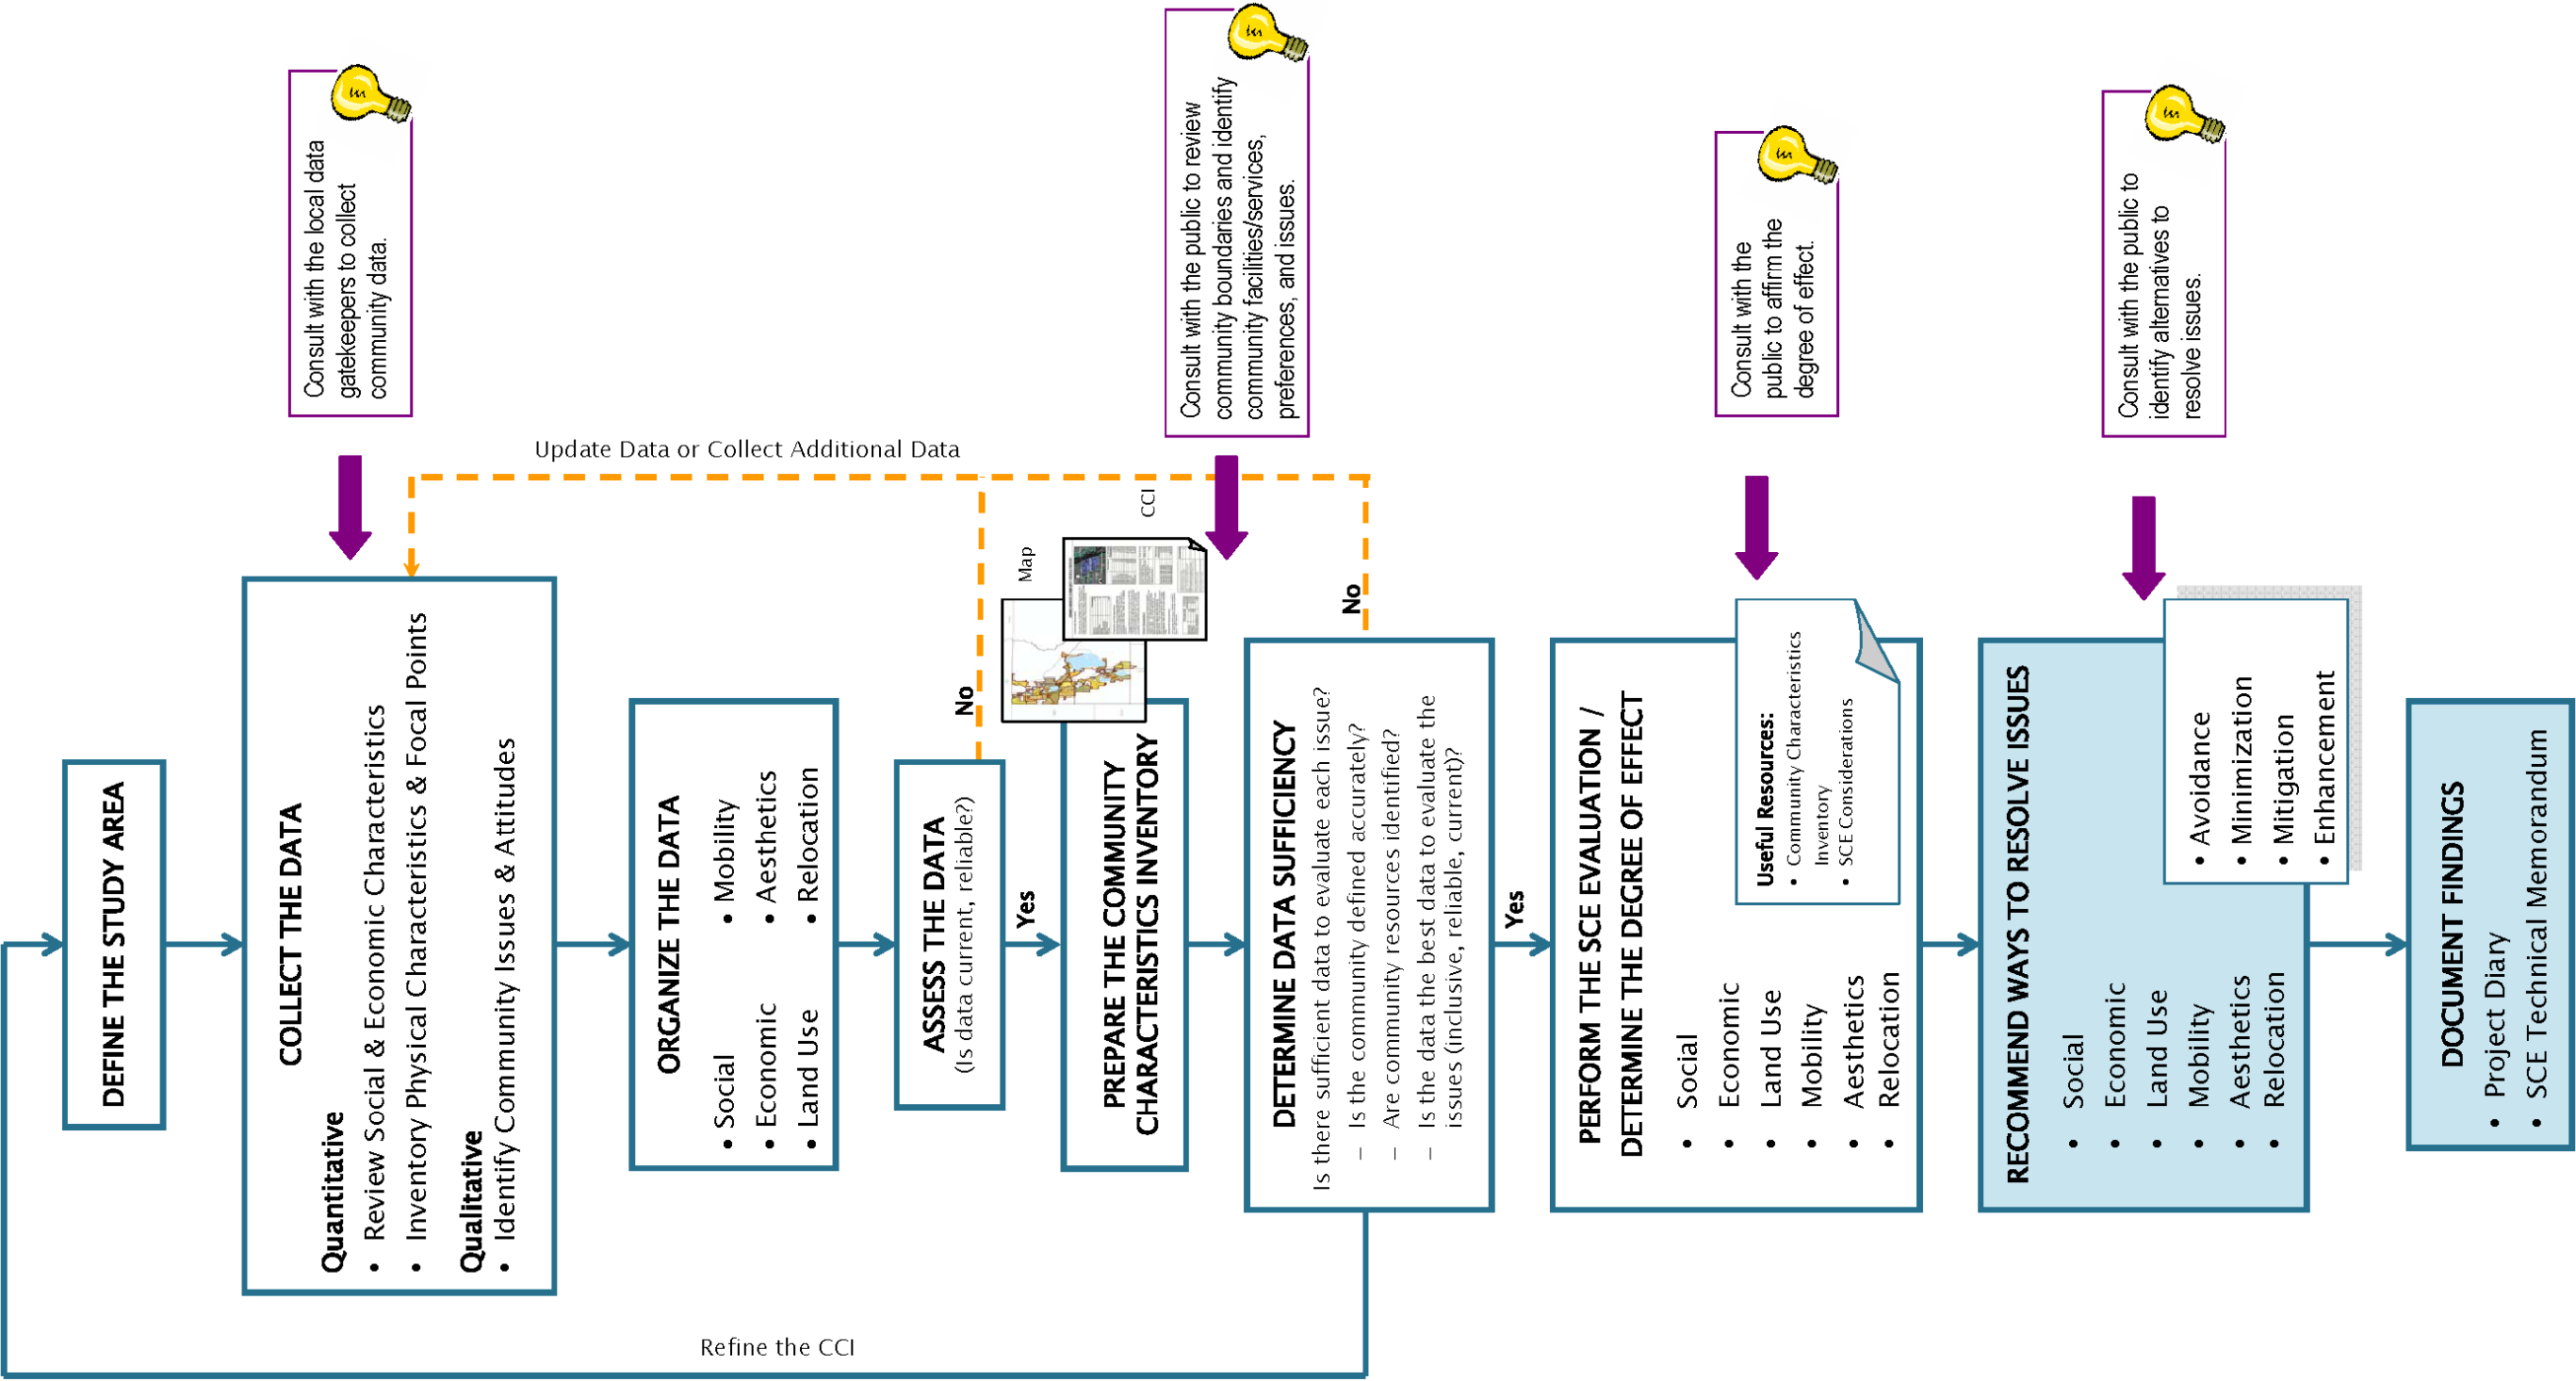 Consult with the local data
gatekeepers to collect
community data.
Consult with the public to review
community boundaries and identify
community facilities/services,
preferences, and issues.
Consult with the
public to affirm the
degree of effect.
Consult with the public to
identify alternatives to
resolve issues.
Update Data or Collect Additional Data
DEFINE THE STUDY AREA
COLLECT THE DATA
Quantitative
• Review Social & Economic Characteristics
• Inventory Physical Characteristics & Focal Points
Qualitative
• Identify Community Issues & Attitudes
ORGANIZE THE DATA
• Social
• Economic
• Land Use
• Mobility
• Aesthetics
• Relocation
ASSESS THE DATA
(Is data current, reliable?)
No
Yes
Map
CCI
PREPARE THE COMMUNITY
CHARACTERISTICS INVENTORY
DETERMINE DATA SUFFICIENCY
Is there sufficient data to evaluate each issue?
– Is the community defined accurately?
– Are community resources identified?
– Is the data the best data to evaluate the
issues (inclusive, reliable, current)?
No
Yes
Refine the CCI
PERFORM THE SCE EVALUATION /
DETERMINE THE DEGREE OF EFFECT
• Social
• Economic
• Land Use
• Mobility
• Aesthetics
• Relocation
Useful Resources:
• Community Characteristics
Inventory
• SCE Considerations
RECOMMEND WAYS TO RESOLVE ISSUES
• Social
• Economic
• Land Use
• Mobility
• Aesthetics
• Relocation
• Avoidance
• Minimization
• Mitigation
• Enhancement
DOCUMENT FINDINGS
• Project Diary
• SCE Technical Memorandum